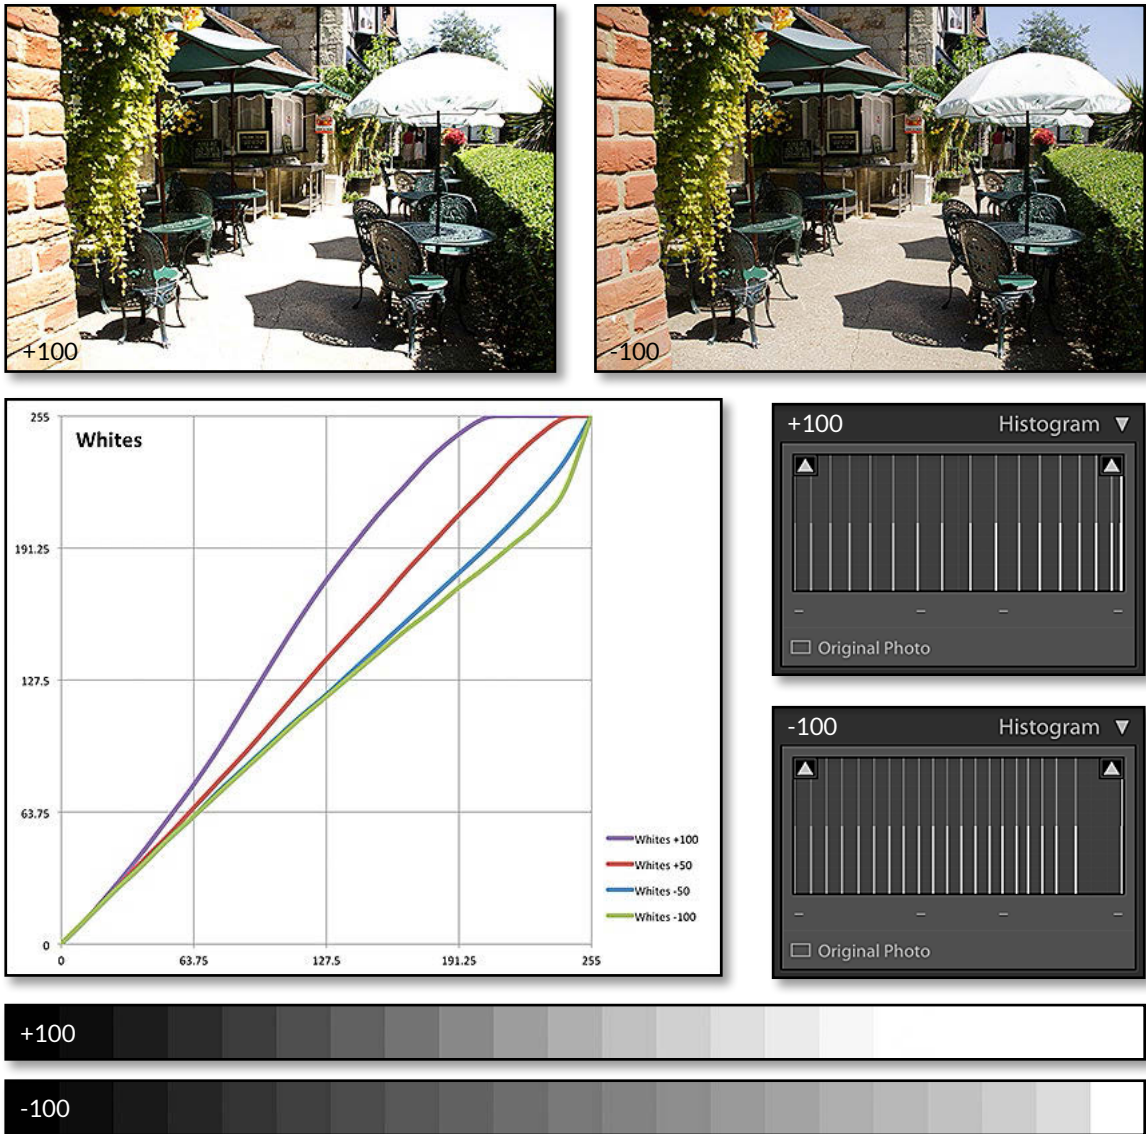 +100
-100
Whites
255
191.25
127.5
63.75
0
0
63.75
127.5
191.25
255
Whites +100
Whites +50
Whites -50
Whites -100
+100
Histogram
Original Photo
-100
Histogram
Original Photo
+100
-100